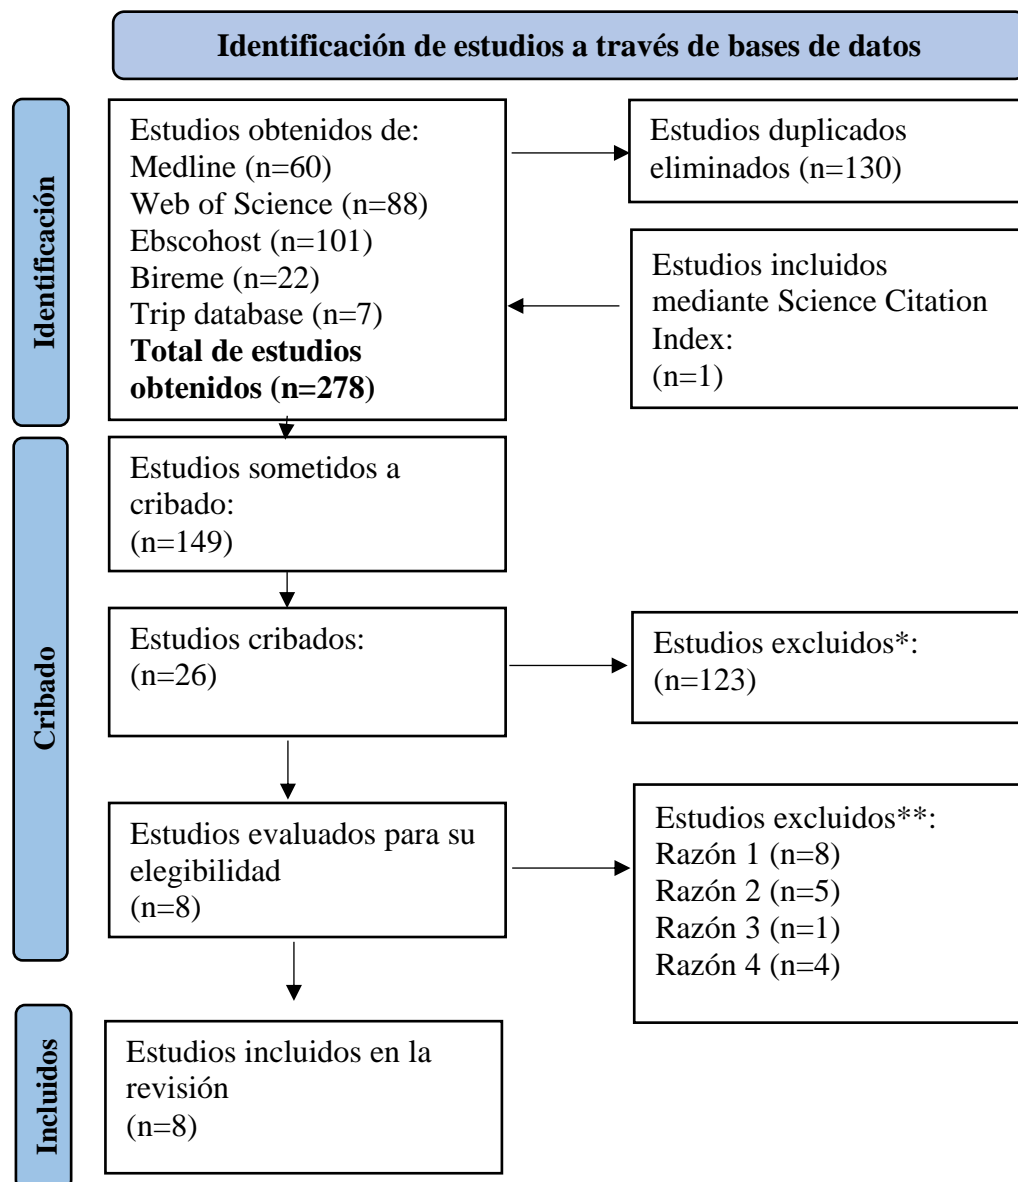 Identificación de estudios a través de bases de datos
Identificación
Estudios obtenidos de:
Medline (n=60)
Web of Science (n=88)
Ebscohost (n=101)
Bireme (n=22)
Trip database (n=7)
Total de estudios
obtenidos (n=278)
Estudios duplicados
eliminados (n=130)
Estudios incluidos
mediante Science Citation
Index:
(n=1)
Cribado
Estudios sometidos a
cribado:
(n=149)
Estudios cribados:
(n=26)
Estudios excluidos*:
(n=123)
Estudios evaluados para su
elegibilidad
(n=8)
Estudios excluidos**:
Razón 1 (n=8)
Razón 2 (n=5)
Razón 3 (n=1)
Razón 4 (n=4)
Incluidos
Estudios incluidos en la
revisión
(n=8)